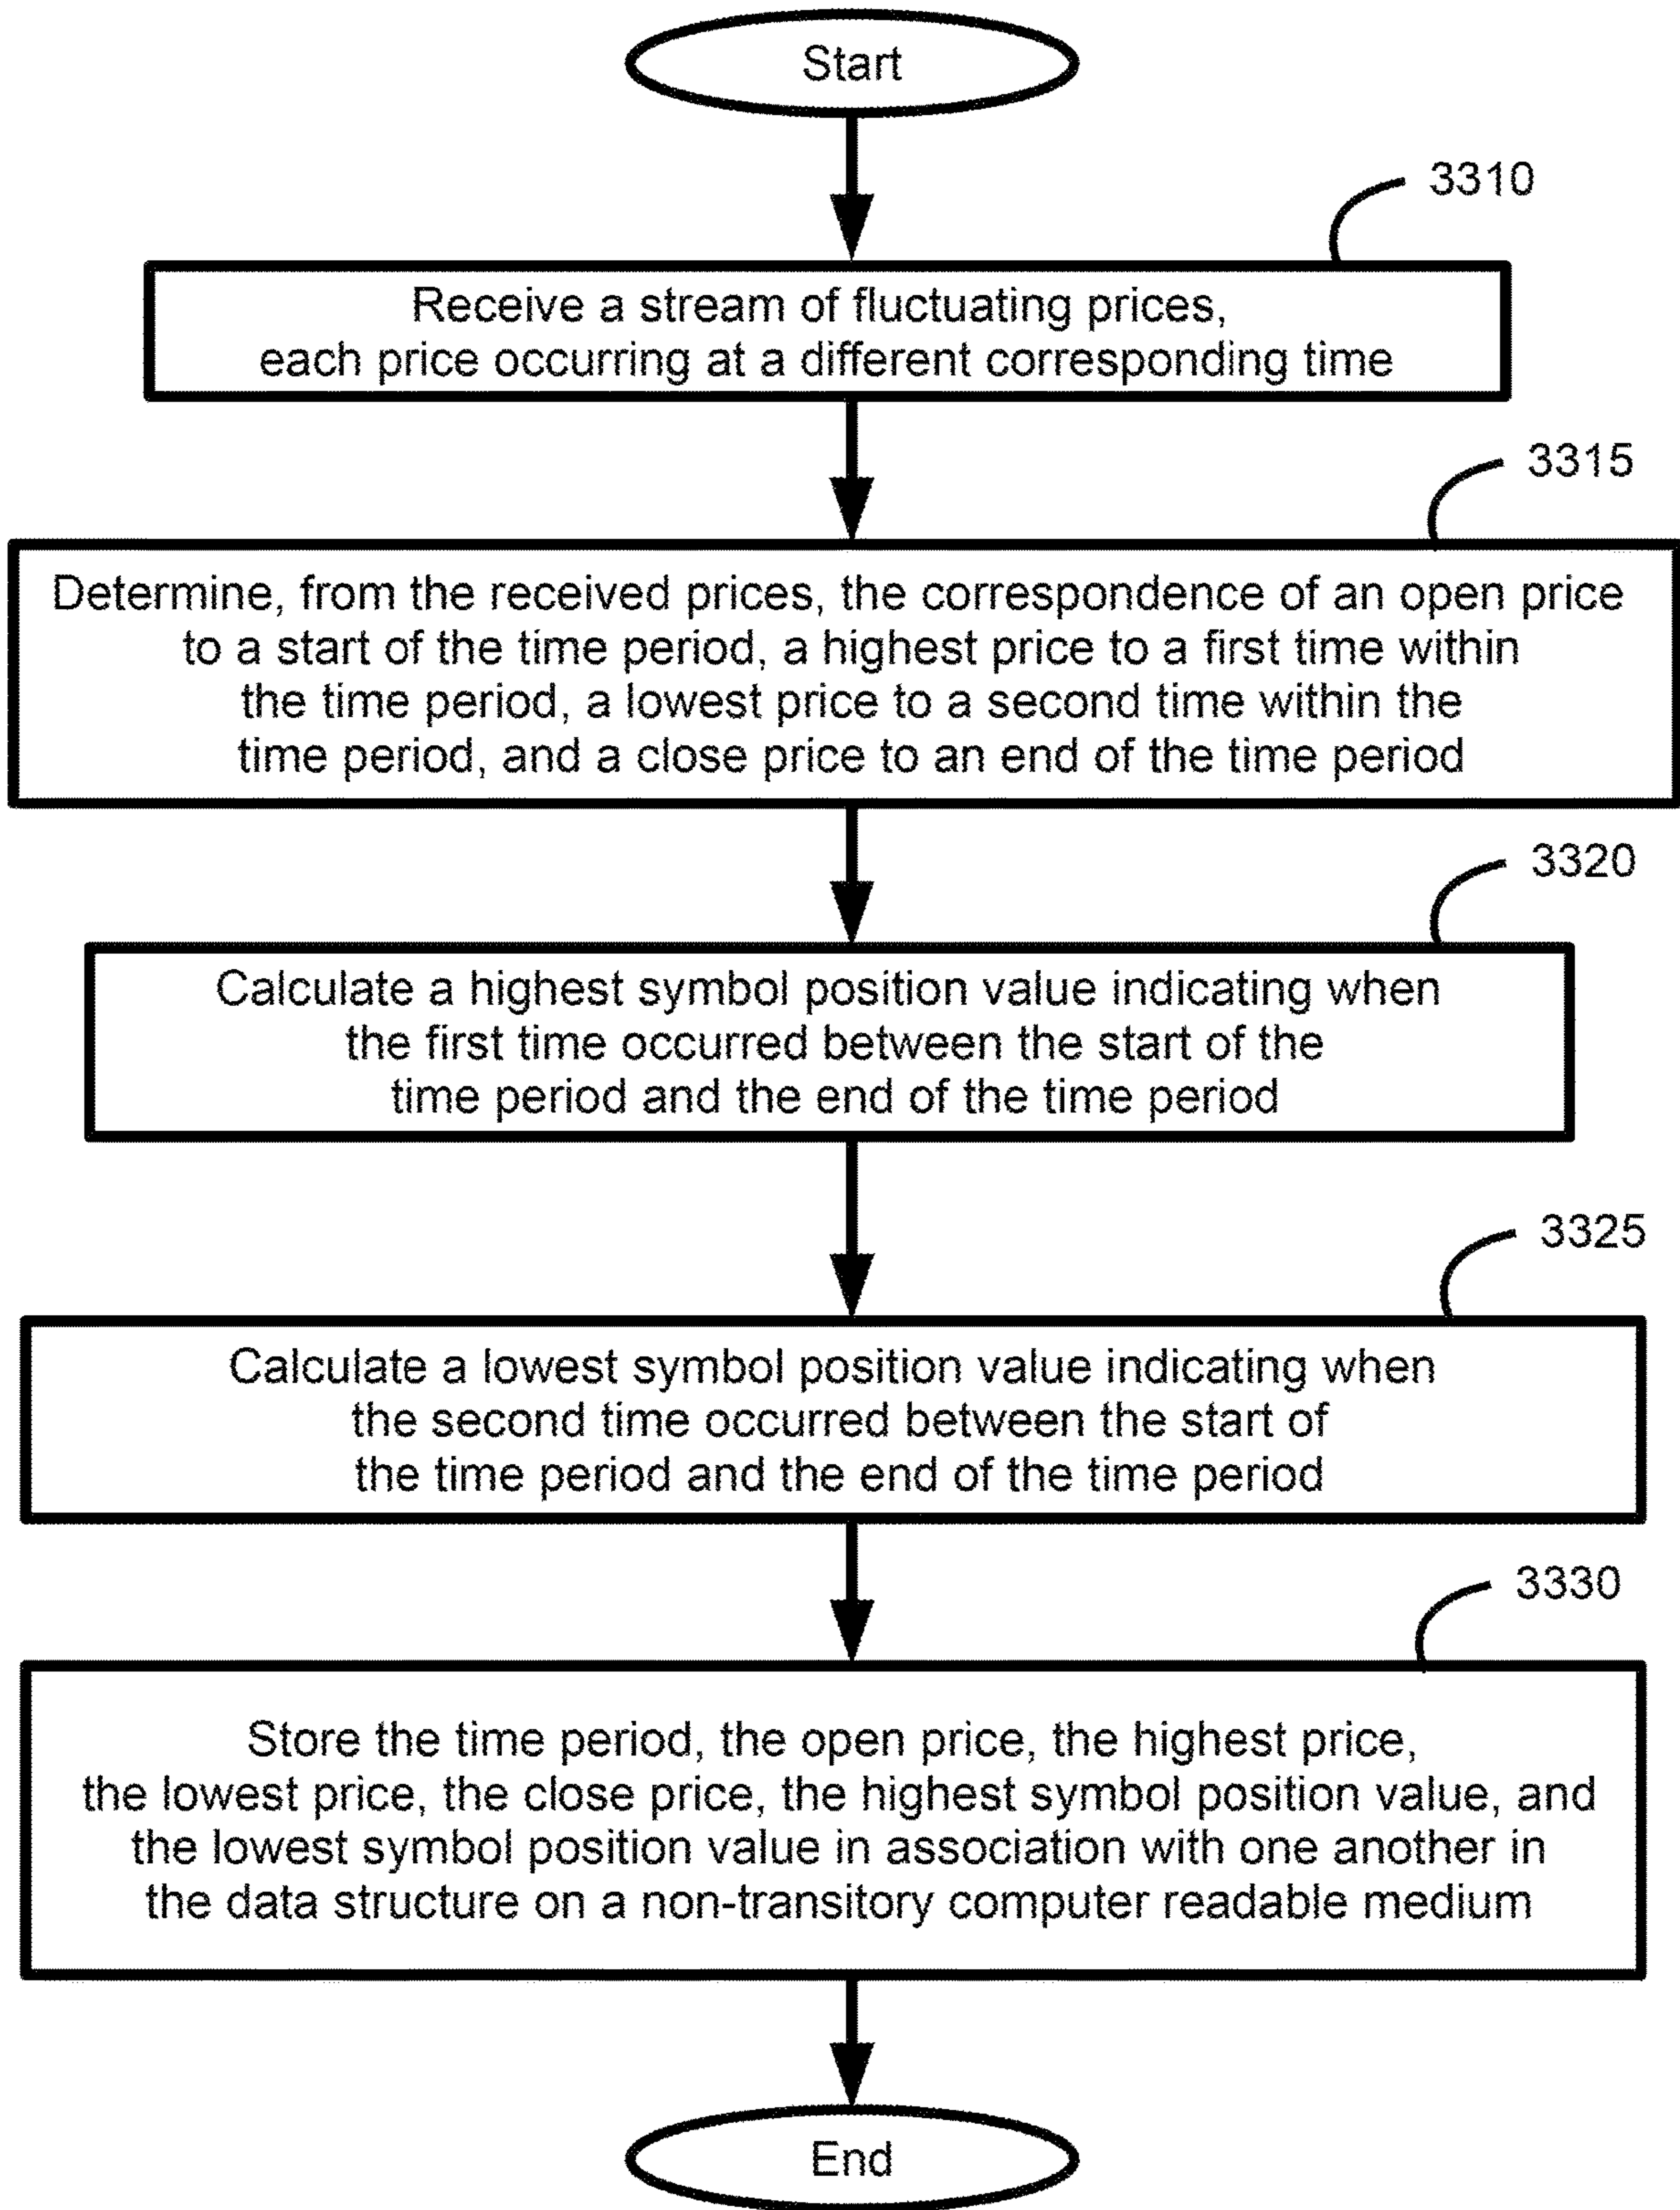 Start
3310
Receive a stream of fluctuating prices,
each price occurring at a different corresponding time
3315
Determine, from the received prices, the correspondence of an open price
to a start of the time period, a highest price to a first time within
the time period, a lowest price to a second time within the
time period, and a close price to an end of the time period
3320
Calculate a highest symbol position value indicating when
the first time occurred between the start of the
time period and the end of the time period
3325
Calculate a lowest symbol position value indicating when
the second time occurred between the start of
the time period and the end of the time period
3330
Store the time period, the open price, the highest price,
the lowest price, the close price, the highest symbol position value, and
the lowest symbol position value in association with one another in
the data structure on a non-transitory computer readable medium
End